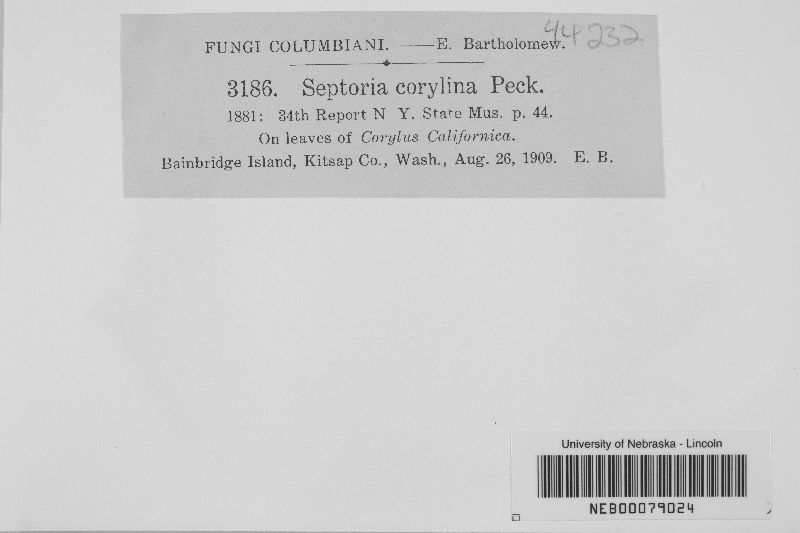 44232
FUNGI COLUMBIANI. —— E. Bartholomew.
3186. Septoria corylina Peck.
1881: 34th Report N Y. State Mus. p. 44.
On leaves of Corylus Californica.
Bainbridge Island, Kitsap Co., Wash., Aug. 26, 1909. E. B.
University of Nebraska - Lincoln
NEB00079024